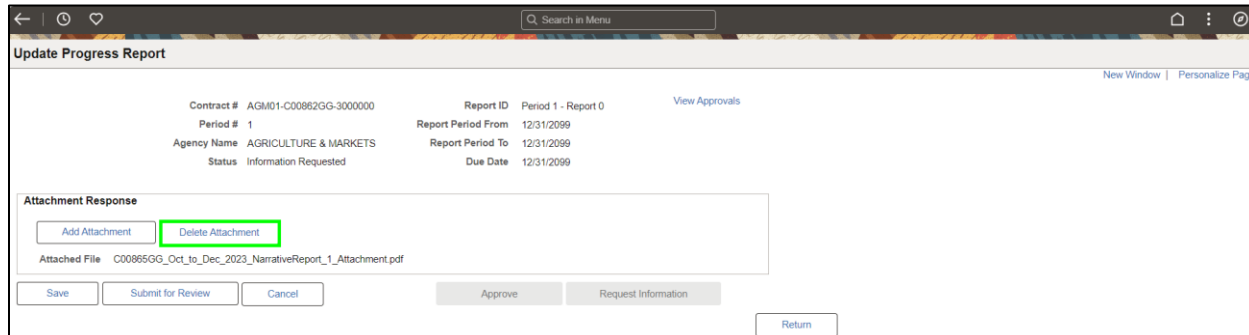 Search in Menu
Update Progress Report
New Window | Personalize Pag
Contract # AGM01-C00862GG-3000000 Report ID Period 1 - Report 0 View Approvals
Period # 1 Report Period From 12/31/2099
Agency Name AGRICULTURE & MARKETS Report Period To 12/31/2099
Status Information Requested Due Date 12/31/2099
Attachment Response
Add Attachment Delete Attachment
Attached File C00865GG_Oct_to_Dec_2023_NarrativeReport_1_Attachment.pdf
Save Submit for Review Cancel Approve Request Information
Return